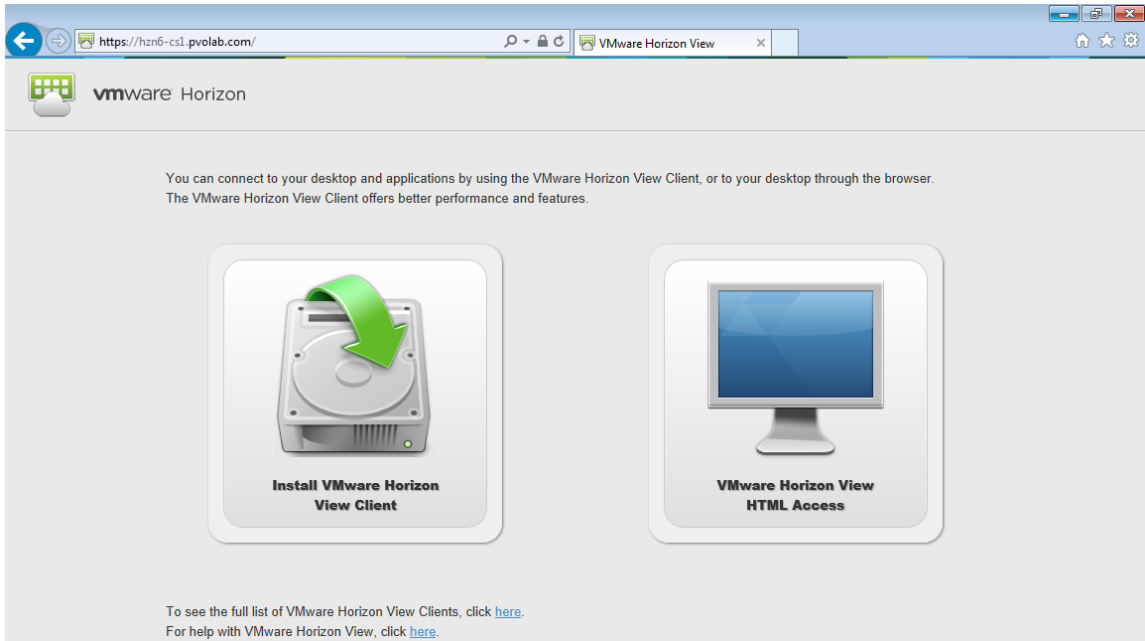 https://hzn6-cs1.pvolab.com/
VMware Horizon View
vmware Horizon
You can connect to your desktop and applications by using the VMware Horizon View Client, or to your desktop through the browser.
The VMware Horizon View Client offers better performance and features.
Install VMware Horizon
View Client
VMware Horizon View
HTML Access
To see the full list of VMware Horizon View Clients, click here.
For help with VMware Horizon View, click here.